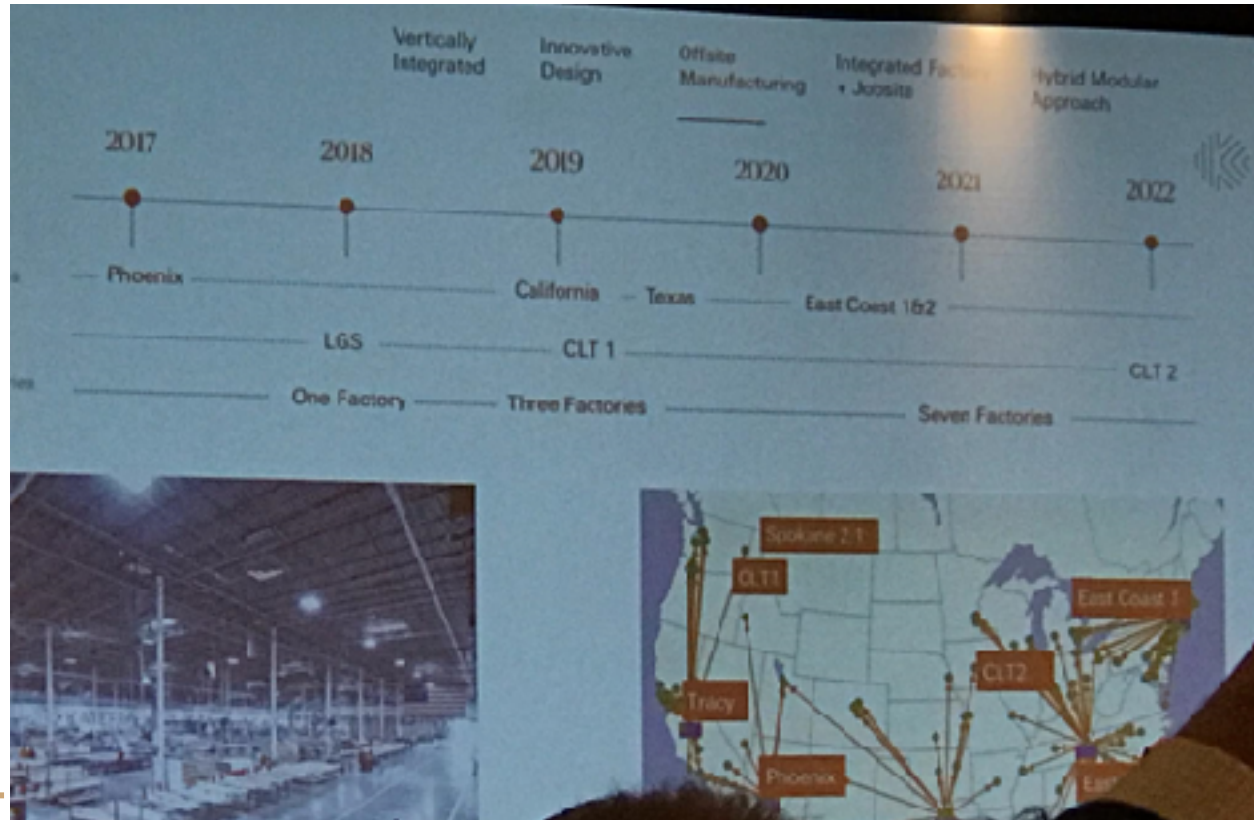 Vertically
Integrated
Innovative
Design
Offsite
Manufacturing
Integrated Factory
+ Jobsite
Hybrid Modular
Approach
2017
2018
2019
2020
2021
2022
Phoenix
California
Texas
East Coast 1&2
LGS
CLT 1
CLT 2
One Factory
Three Factories
Seven Factories
Spokane 2.1
CLT1
East Coast 1
CLT2
Tracy
Phoenix
East